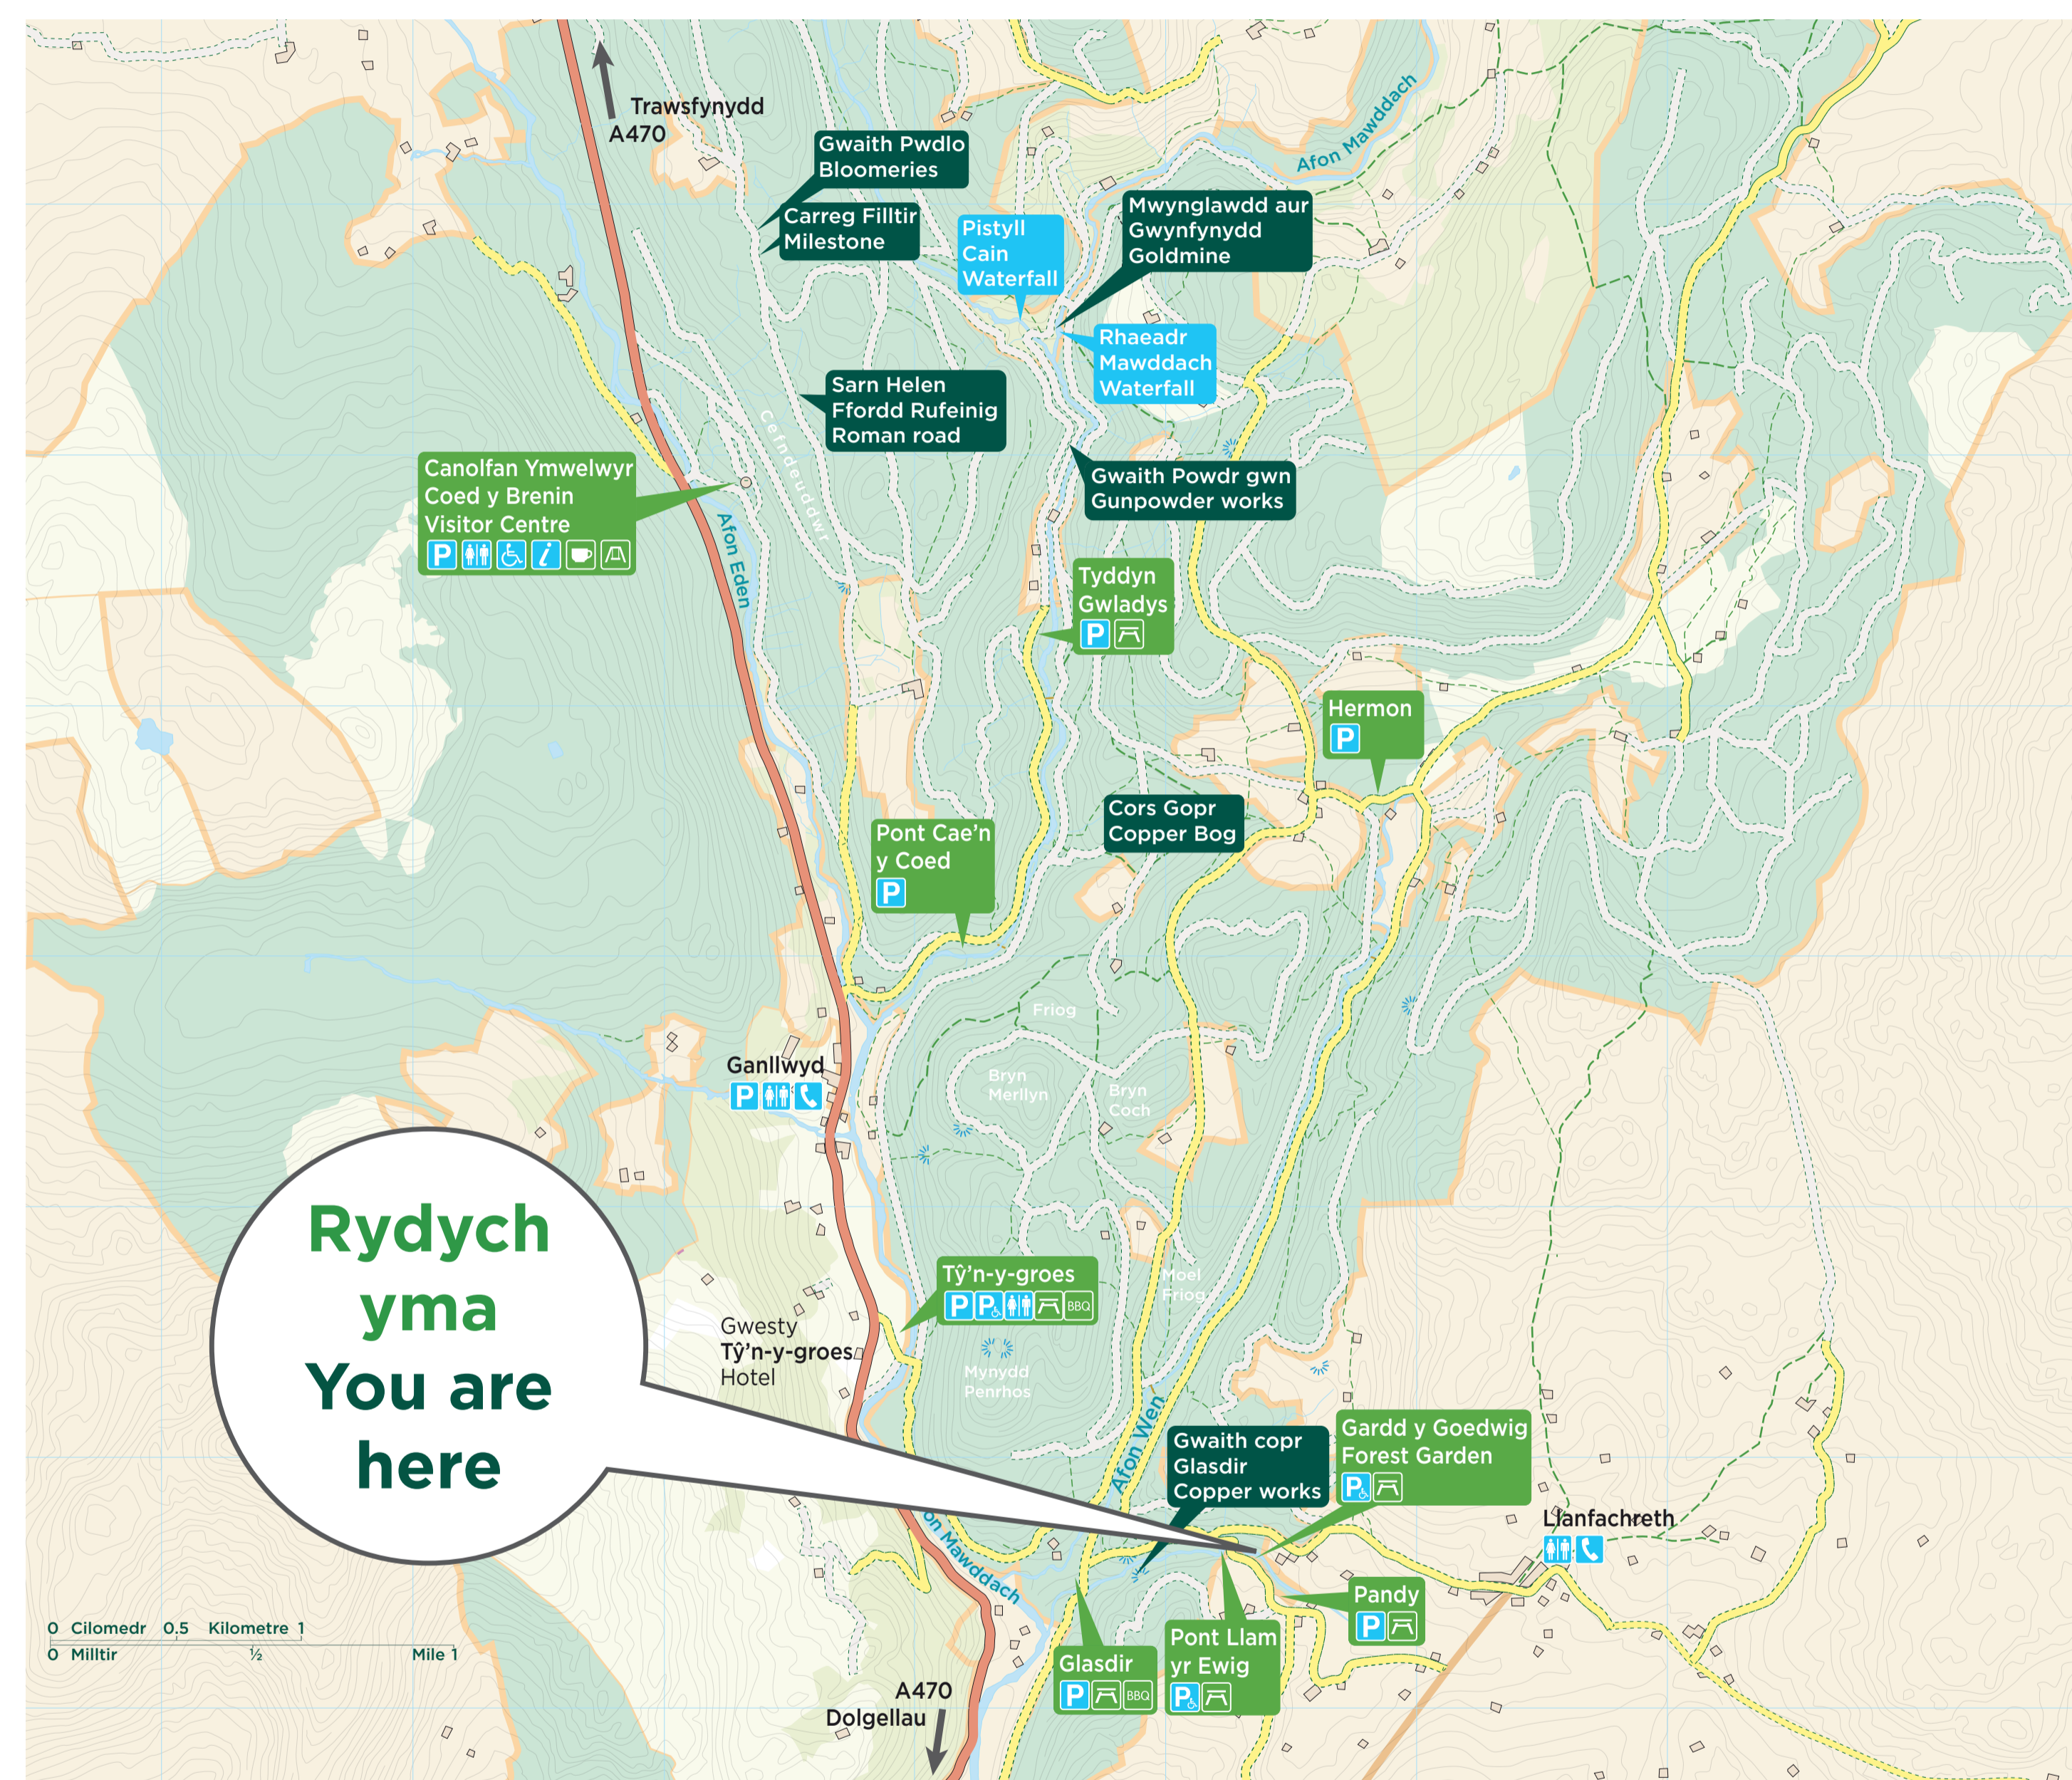 Trawsfynydd
A470
Gwaith Pwdlo
Bloomeries
Carreg Filltir
Milestone
Pistyll
Cain
Waterfall
Mwynglawdd aur
Gwynfynydd
Goldmine
Afon Mawddach
Rhaeadr
Mawddach
Waterfall
Sarn Helen
Ffordd Rufeinig
Roman road
Cefndeuddwr
Canolfan Ymwelwyr
Coed y Brenin
Visitor Centre
P i
Gwaith Powdr gwn
Gunpowder works
Afon Eden
Tyddyn
Gwladys
P
Hermon
P
Cors Gopr
Copper Bog
Pont Cae’n
y Coed
P
Friog
Ganllwyd
P
Bryn
Merllyn
Bryn
Coch
Rydych
yma
You are
here
Tŷ’n-y-groes
P P BBQ
Moel
Friog
Gwesty
Tŷ’n-y-groes
Hotel
Mynydd
Penrhos
Afon Wen
Gwaith copr
Glasdir
Copper works
Gardd y Goedwig
Forest Garden
P
Llanfachreth
on Mawddach
Pandy
P
Pont Llam
yr Ewig
P
Glasdir
P BBQ
0 Cilomedr 0.5 Kilometre 1
0 Milltir ½ Mile 1
A470
Dolgellau